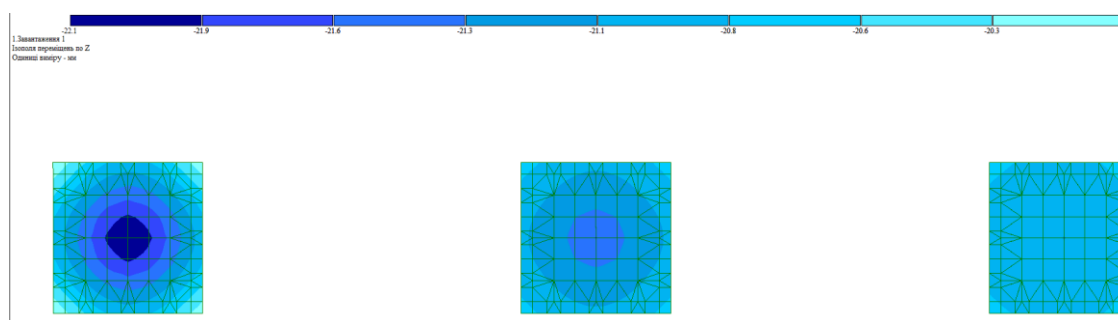 -22.1 -21.9 -21.6 -21.3 -21.1 -20.8 -20.6 -20.3
1.Завантаження 1
Ізополя переміщень по Z
Одиниці виміру - мм